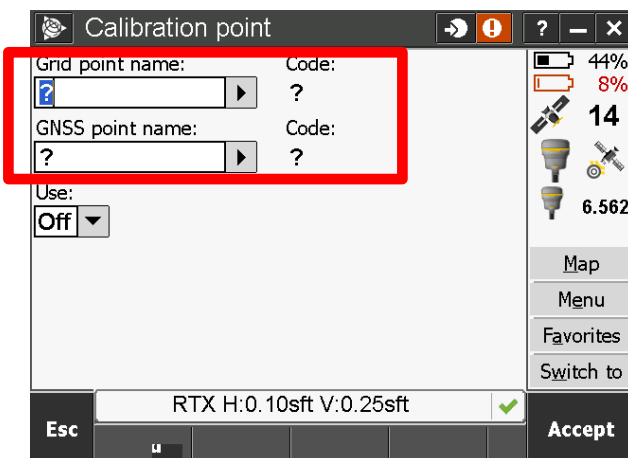 Calibration point
? — ×
Grid point name: Code:
? ?
GNSS point name: Code:
? ?
Use:
Off
44%
8%
14
6.562
Map
Menu
Favorites
Switch to
RTX H:0.10sft V:0.25sft
Esc
Accept